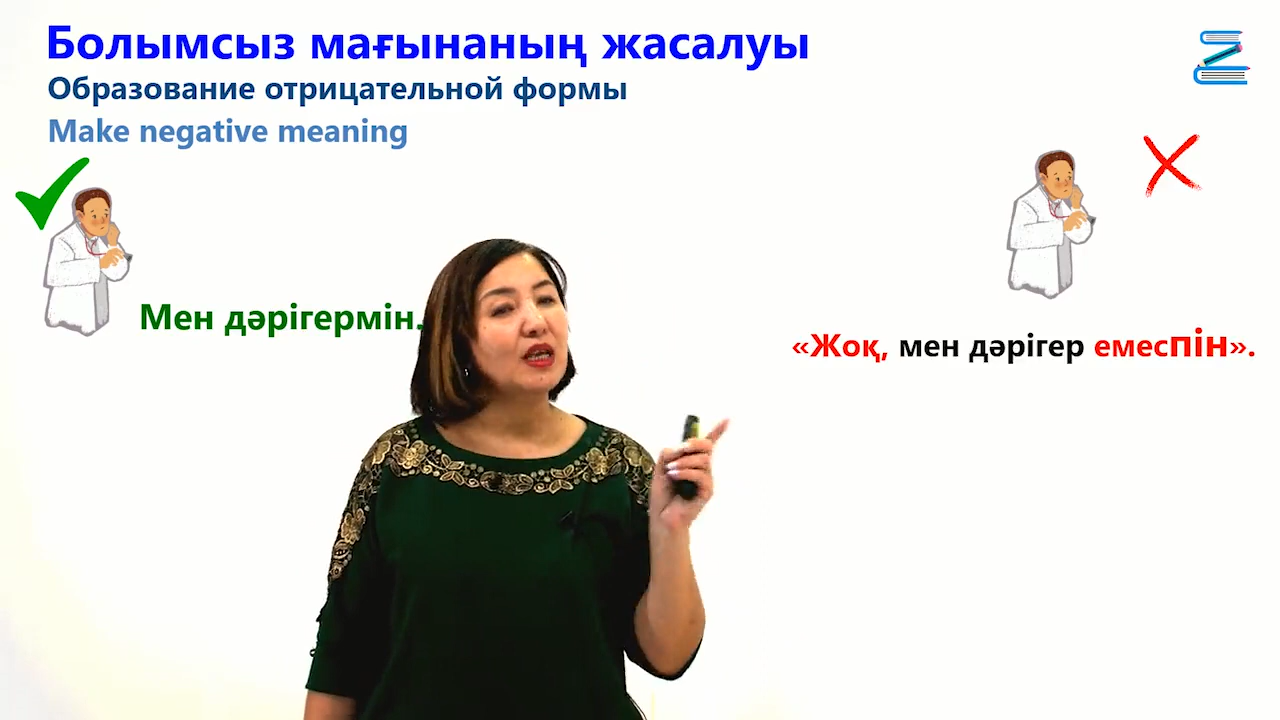 Болымсыз мағынаның жасалуы
Образование отрицательной формы
Make negative meaning
Мен дәрігермін.
«Жоқ, мен дәрігер емеспін».